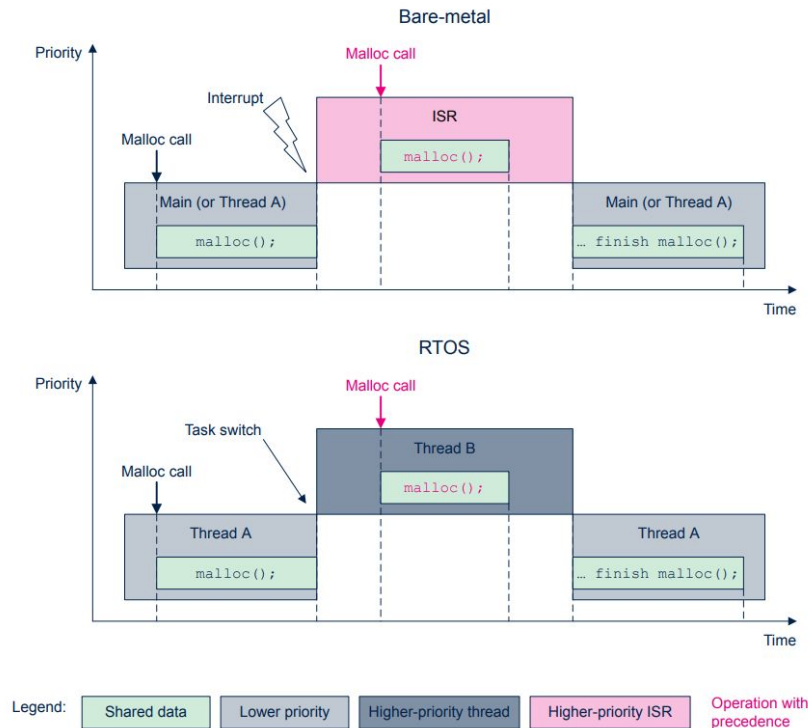 Bare-metal
Priority
Malloc call
Interrupt
ISR
Malloc call
malloc();
Main (or Thread A)
Main (or Thread A)
malloc();
… finish malloc();
Time
RTOS
Priority
Malloc call
Task switch
Thread B
Malloc call
malloc();
Thread A
Thread A
malloc();
… finish malloc();
Time
Legend:
Shared data
Lower priority
Higher-priority thread
Higher-priority ISR
Operation with
precedence